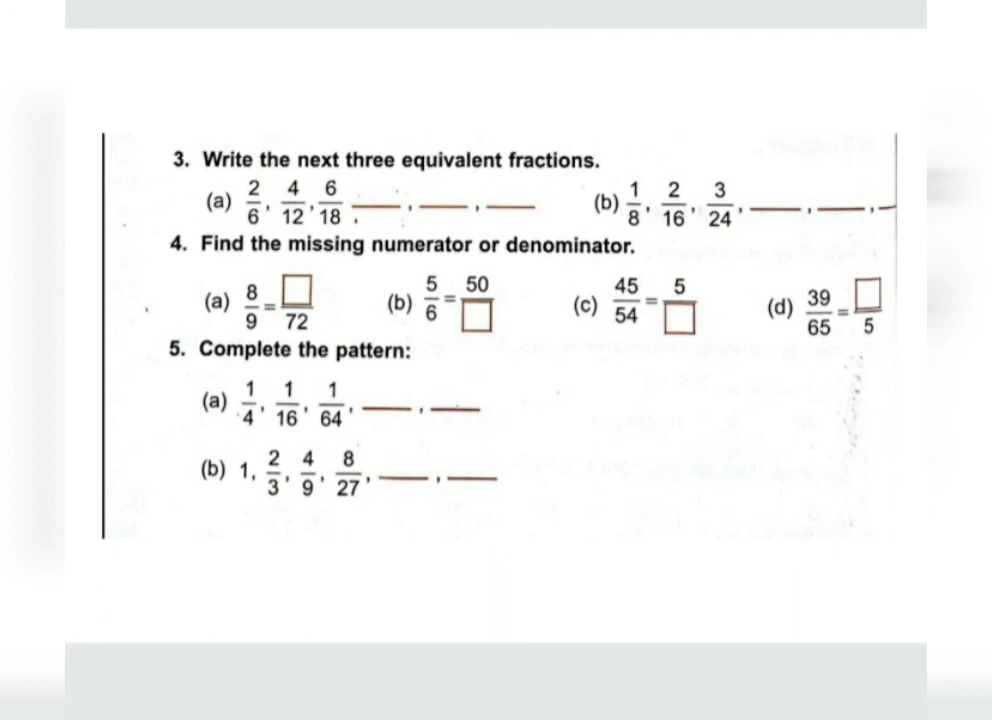 3. Write the next three equivalent fractions.
(a) 2/6, 4/12, 6/18, ___, ___, ___ (b) 1/8, 2/16, 3/24, ___, ___, _
4. Find the missing numerator or denominator.
(a) 8/9 = □/72 (b) 5/6 = 50/□ (c) 45/54 = 5/□ (d) 39/65 = □/5
5. Complete the pattern:
(a) 1/4, 1/16, 1/64, ___, ___
(b) 1, 2/3, 4/9, 8/27, ___, ___